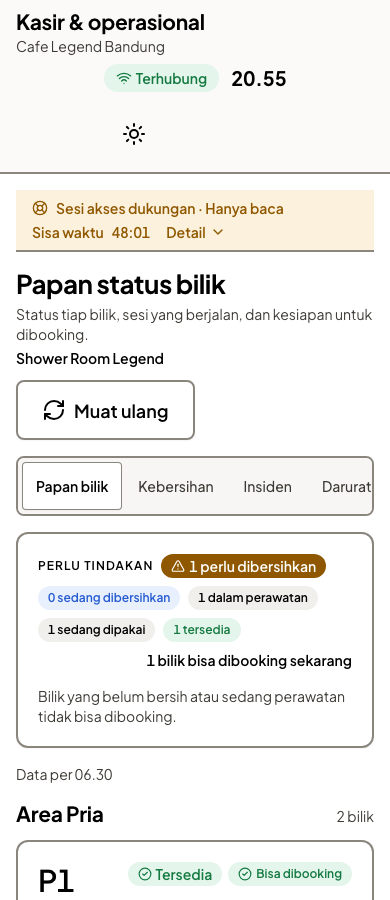 Kasir & operasional
Cafe Legend Bandung
Terhubung 20.55
Sesi akses dukungan · Hanya baca
Sisa waktu 48:01 Detail
Papan status bilik
Status tiap bilik, sesi yang berjalan, dan kesiapan untuk
dibooking.
Shower Room Legend
Muat ulang
Papan bilik Kebersihan Insiden Darurat
PERLU TINDAKAN 1 perlu dibersihkan
0 sedang dibersihkan 1 dalam perawatan
1 sedang dipakai 1 tersedia
1 bilik bisa dibooking sekarang
Bilik yang belum bersih atau sedang perawatan
tidak bisa dibooking.
Data per 06.30
Area Pria 2 bilik
P1 Tersedia Bisa dibooking